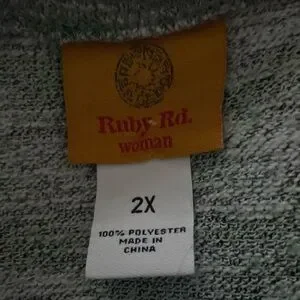 Ruby Rd.
woman
2X
100% POLYESTER
MADE IN
CHINA